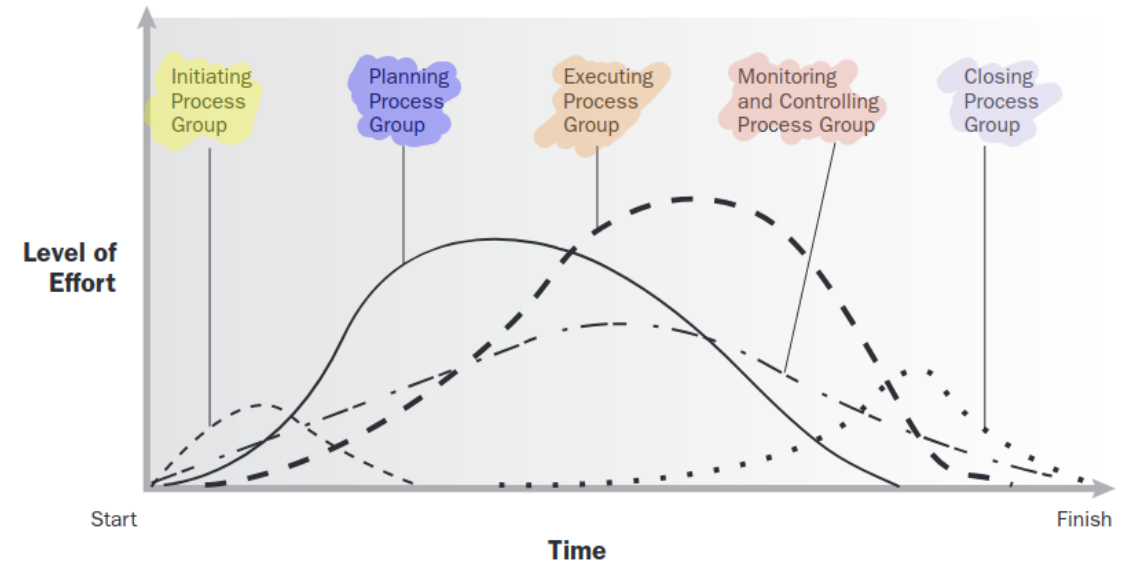 Initiating
Process
Group
Planning
Process
Group
Executing
Process
Group
Monitoring
and Controlling
Process Group
Closing
Process
Group
Level of
Effort
Start
Finish
Time